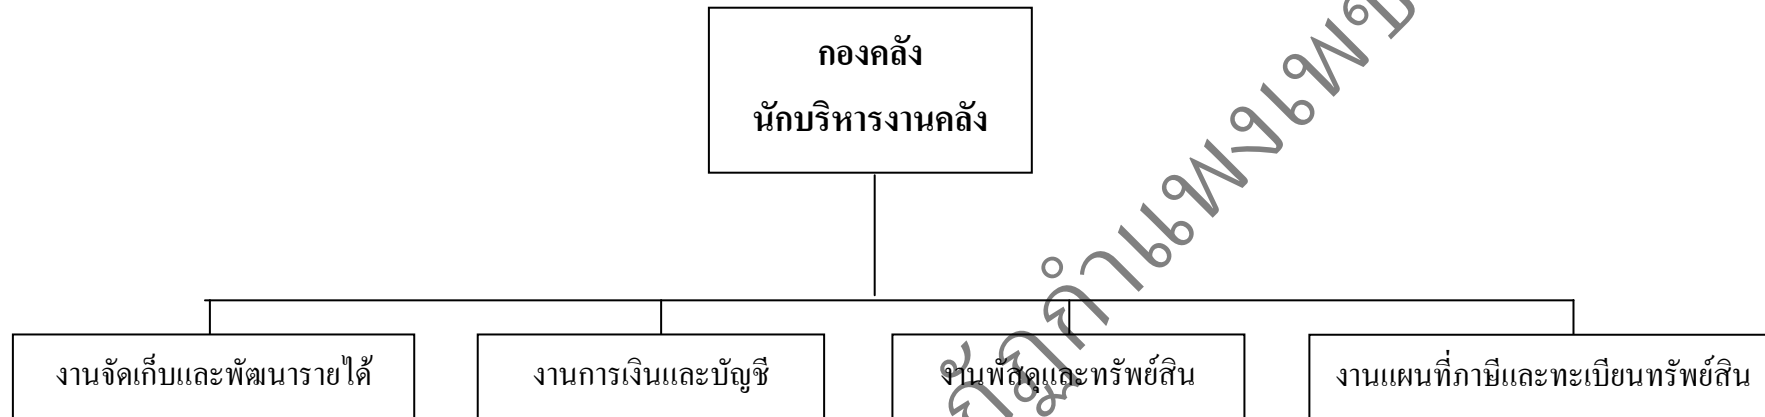 กองคลัง
นักบริหารงานคลัง
งานจัดเก็บและพัฒนารายได้
งานการเงินและบัญชี
งานพัสดุและทรัพย์สิน
งานแผนที่ภาษีและทะเบียนทรัพย์สิน